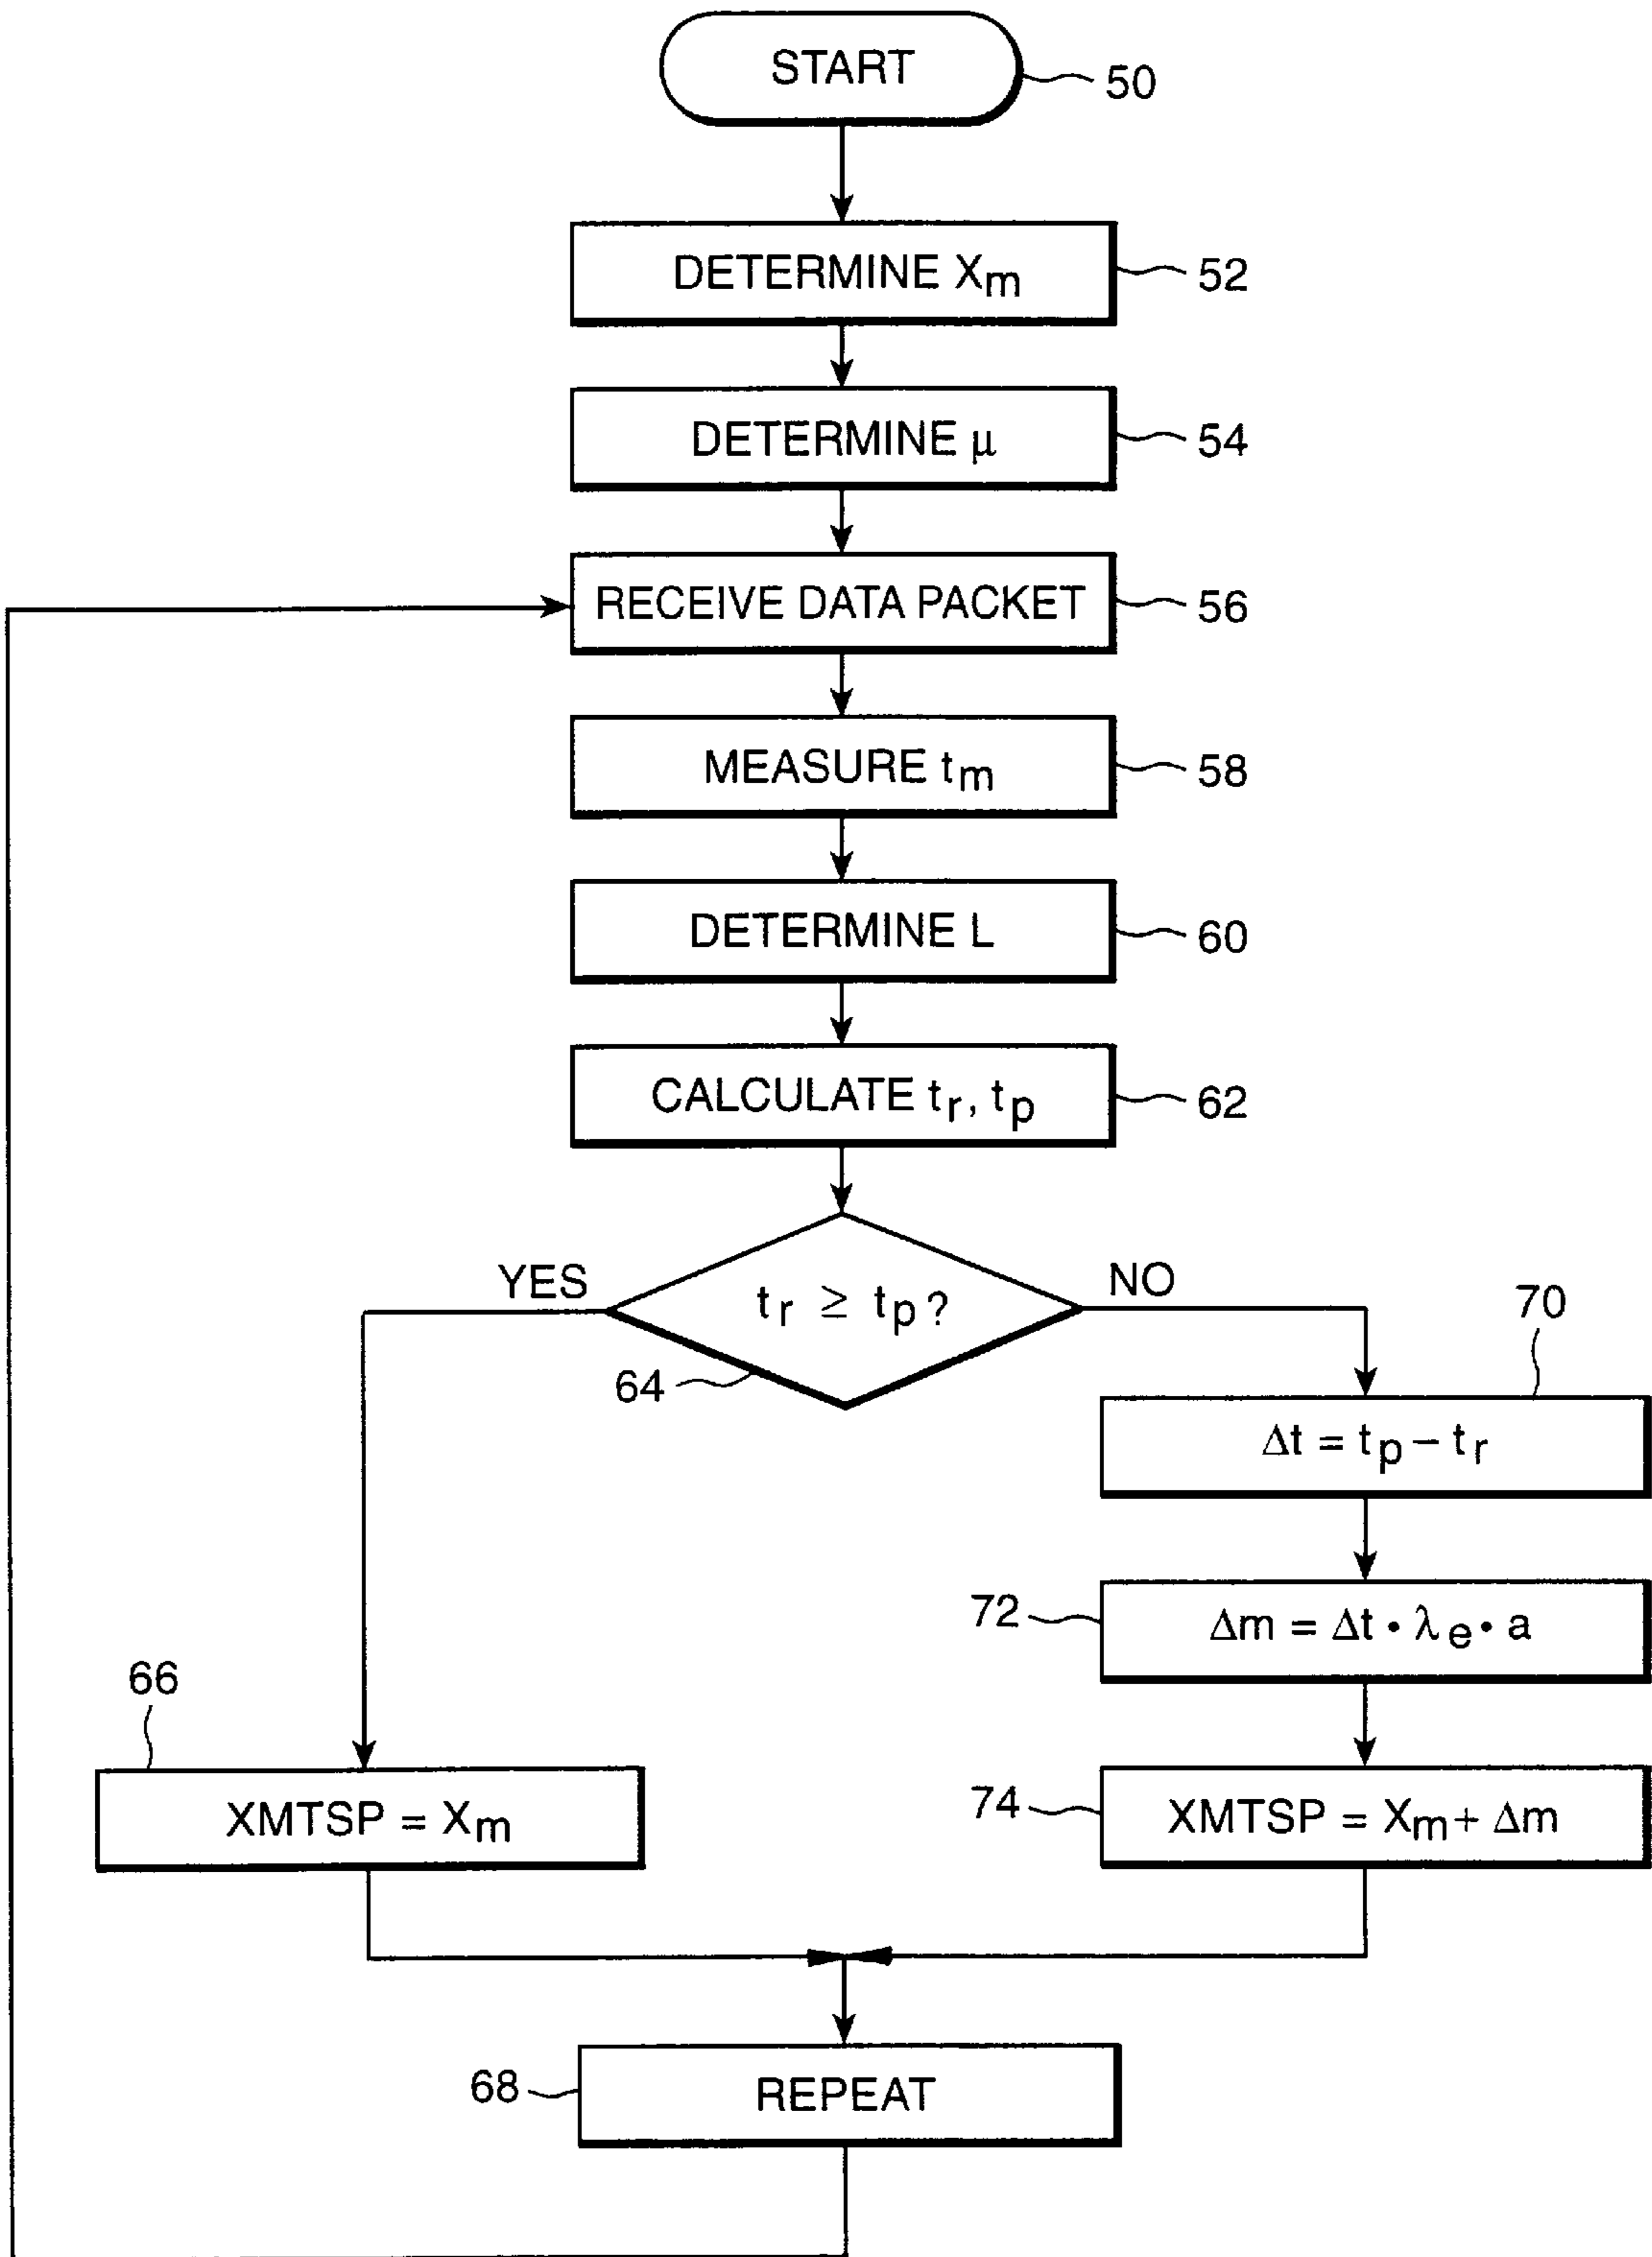 START
50
DETERMINE Xm
52
DETERMINE μ
54
RECEIVE DATA PACKET
56
MEASURE tm
58
DETERMINE L
60
CALCULATE tr, tp
62
YES
tr ≥ tp?
NO
64
70
Δt = tp – tr
72
Δm = Δt • λe • a
66
XMTSP = Xm
74
XMTSP = Xm + Δm
68
REPEAT